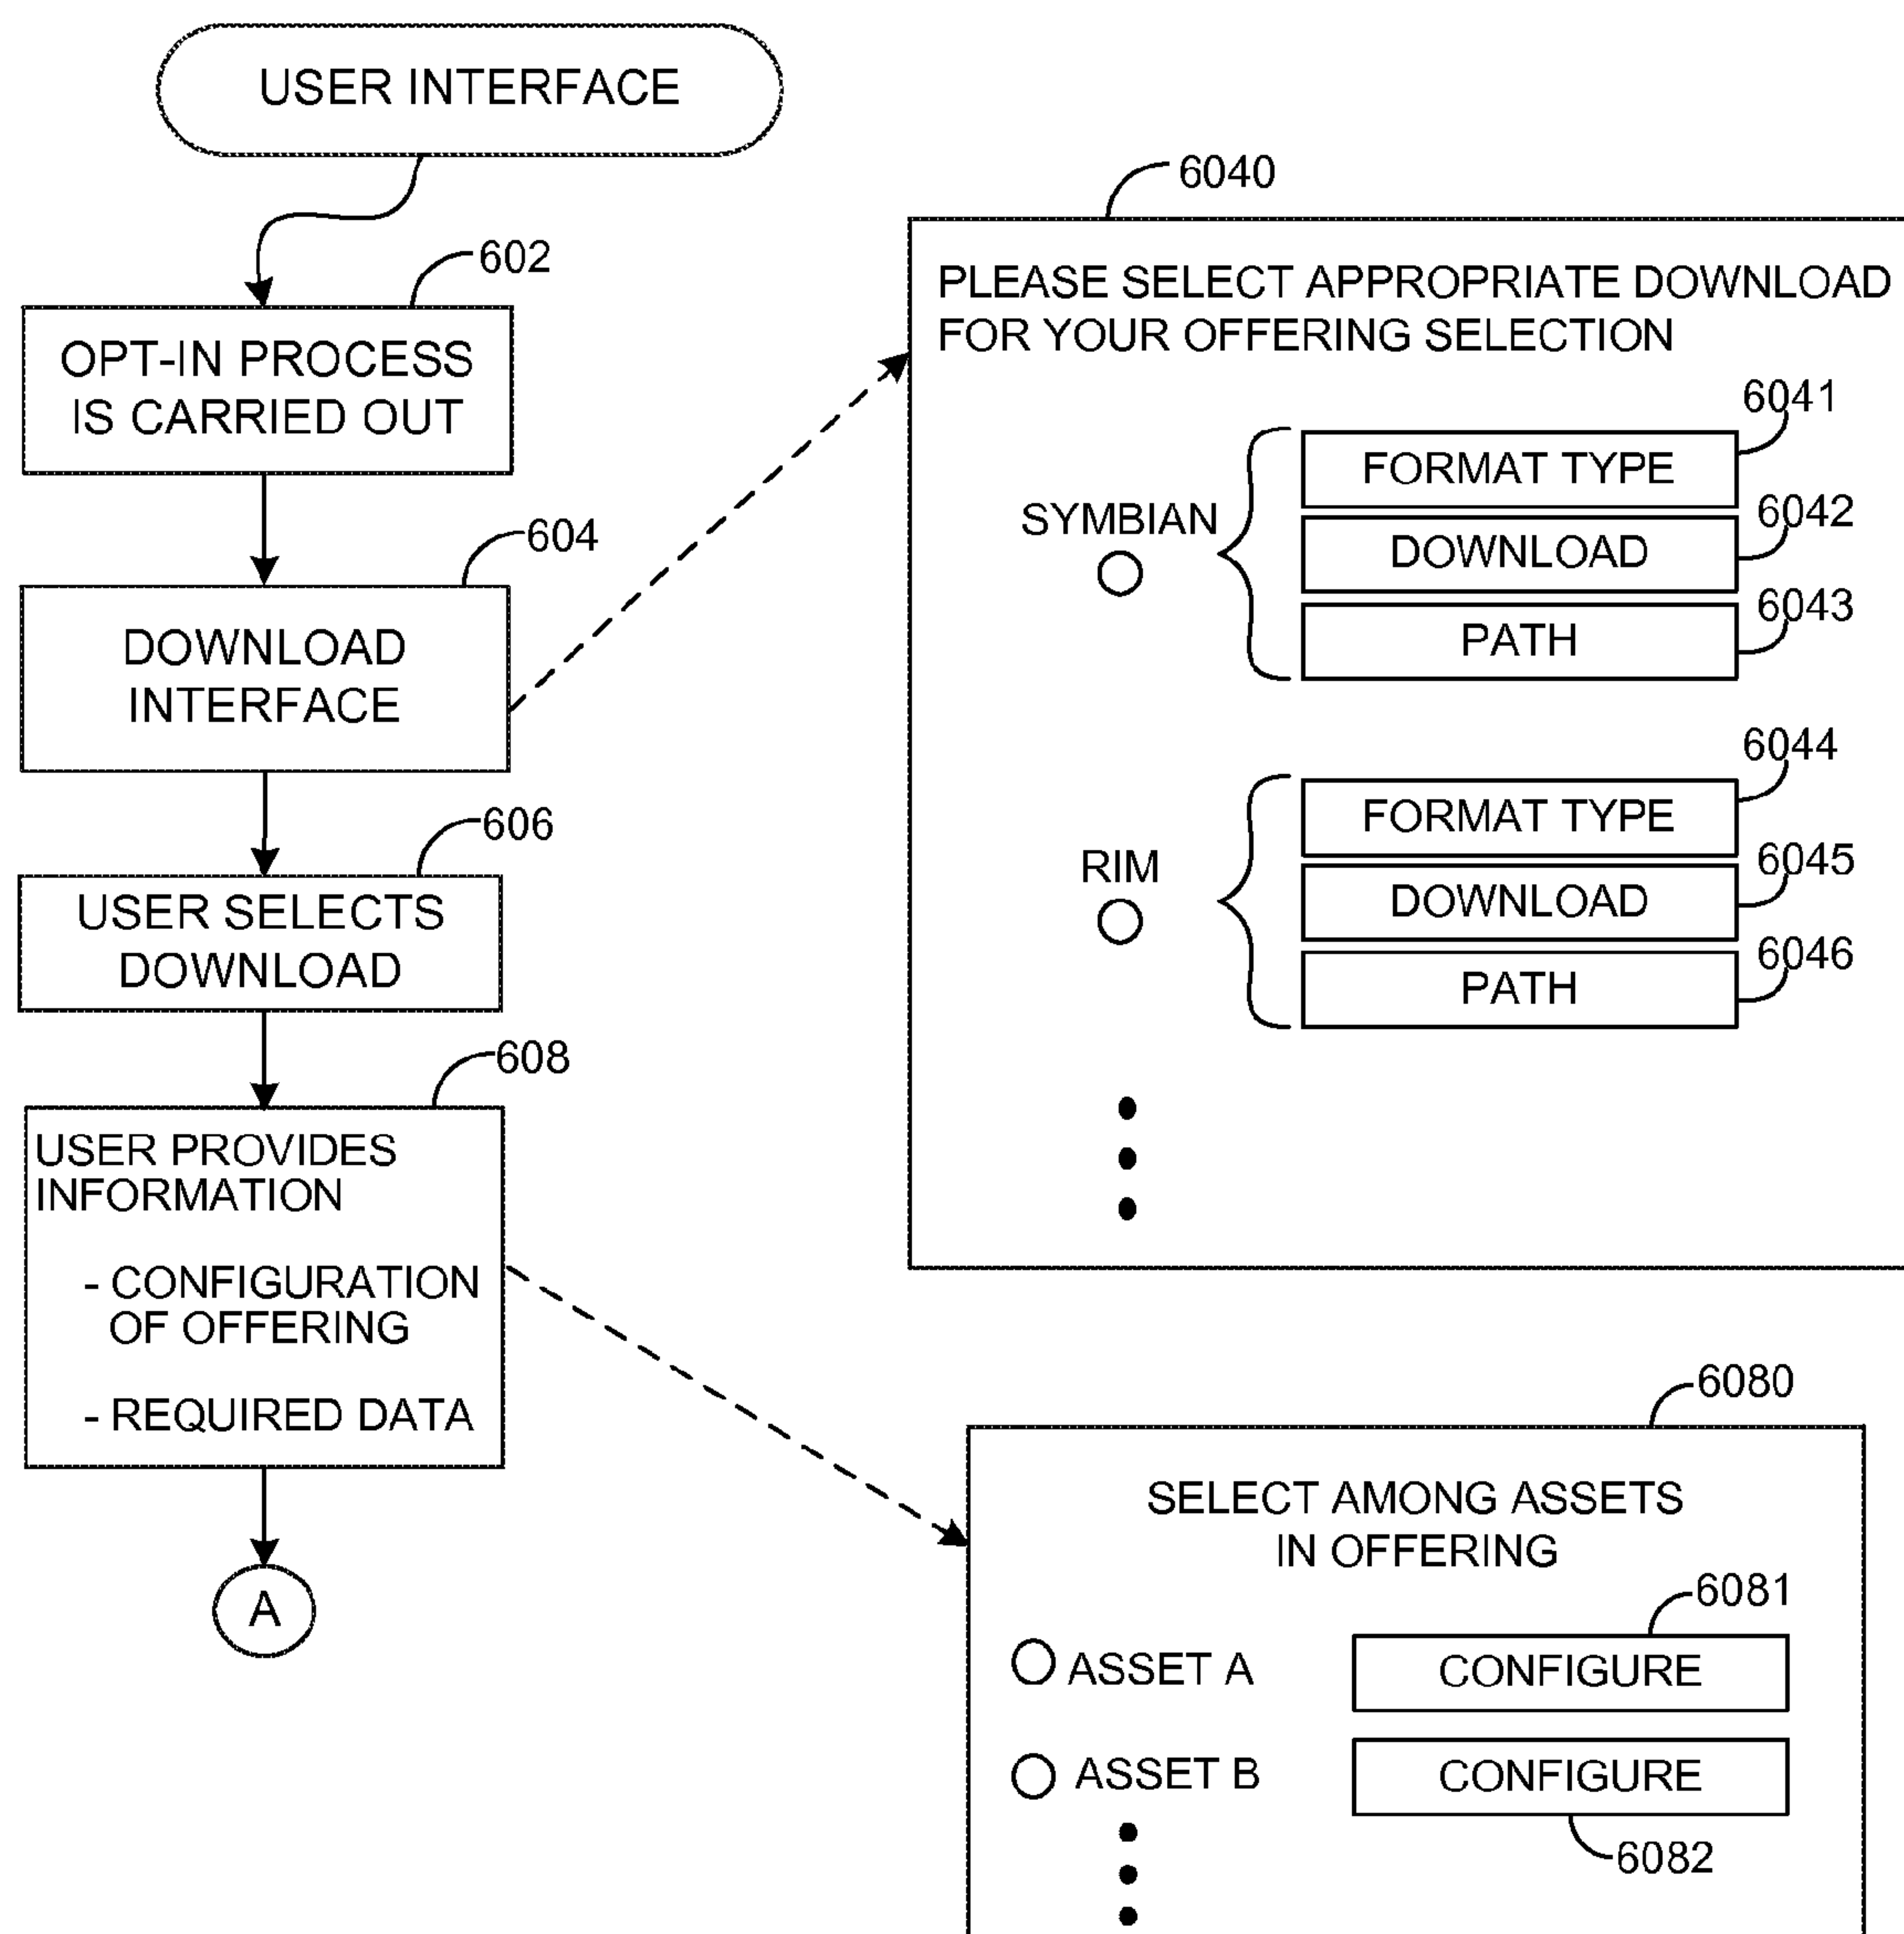 USER INTERFACE
602
OPT-IN PROCESS
IS CARRIED OUT
604
DOWNLOAD
INTERFACE
606
USER SELECTS
DOWNLOAD
608
USER PROVIDES
INFORMATION
- CONFIGURATION
OF OFFERING
- REQUIRED DATA
A
6040
PLEASE SELECT APPROPRIATE DOWNLOAD
FOR YOUR OFFERING SELECTION
SYMBIAN
6041
FORMAT TYPE
6042
DOWNLOAD
6043
PATH
RIM
6044
FORMAT TYPE
6045
DOWNLOAD
6046
PATH
6080
SELECT AMONG ASSETS
IN OFFERING
6081
ASSET A CONFIGURE
ASSET B CONFIGURE
6082